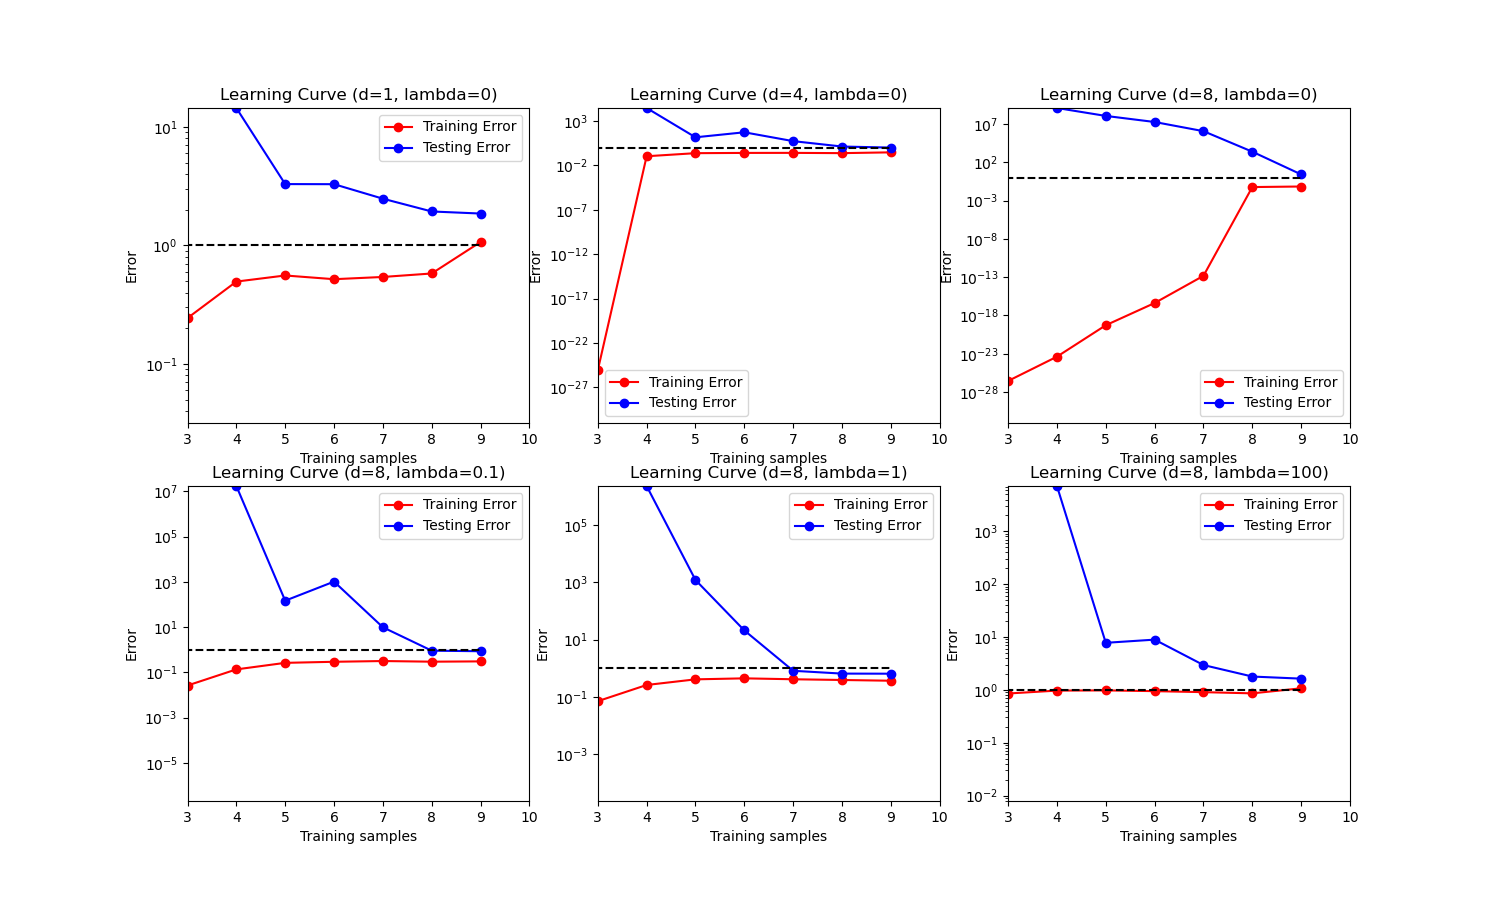 Learning Curve (d=1, lambda=0)
Training Error
Testing Error
10^1
10^0
10^-1
Error
3 4 5 6 7 8 9 10
Training samples
Learning Curve (d=4, lambda=0)
10^3
10^-2
10^-7
10^-12
10^-17
10^-22
10^-27
Error
Training Error
Testing Error
3 4 5 6 7 8 9 10
Training samples
Learning Curve (d=8, lambda=0)
10^7
10^2
10^-3
10^-8
10^-13
10^-18
10^-23
10^-28
Error
Training Error
Testing Error
3 4 5 6 7 8 9 10
Training samples
Learning Curve (d=8, lambda=0.1)
Training Error
Testing Error
10^7
10^5
10^3
10^1
10^-1
10^-3
10^-5
Error
3 4 5 6 7 8 9 10
Training samples
Learning Curve (d=8, lambda=1)
Training Error
Testing Error
10^5
10^3
10^1
10^-1
10^-3
Error
3 4 5 6 7 8 9 10
Training samples
Learning Curve (d=8, lambda=100)
Training Error
Testing Error
10^3
10^2
10^1
10^0
10^-1
10^-2
Error
3 4 5 6 7 8 9 10
Training samples